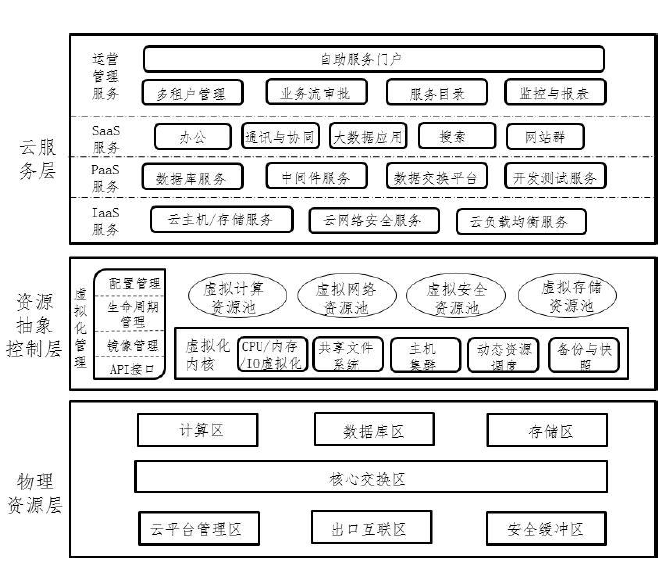 运营
管理
服务
自助服务门户
多租户管理
业务流审批
服务目录
监控与报表
云服
务层
SaaS
服务
办公
通讯与协同
大数据应用
搜索
网站群
PaaS
服务
数据库服务
中间件服务
数据交换平台
开发测试服务
IaaS
服务
云主机/存储服务
云网络安全服务
云负载均衡服务
资源
抽象
控制层
虚拟化管理
配置管理
生命周期
管理
镜像管理
API接口
虚拟计算
资源池
虚拟网络
资源池
虚拟安全
资源池
虚拟存储
资源池
虚拟化
内核
CPU/内存
/IO虚拟化
共享文件
系统
主机
集群
动态资源
调度
备份与快
照
物理
资源层
计算区
数据库区
存储区
核心交换区
云平台管理区
出口互联区
安全缓冲区